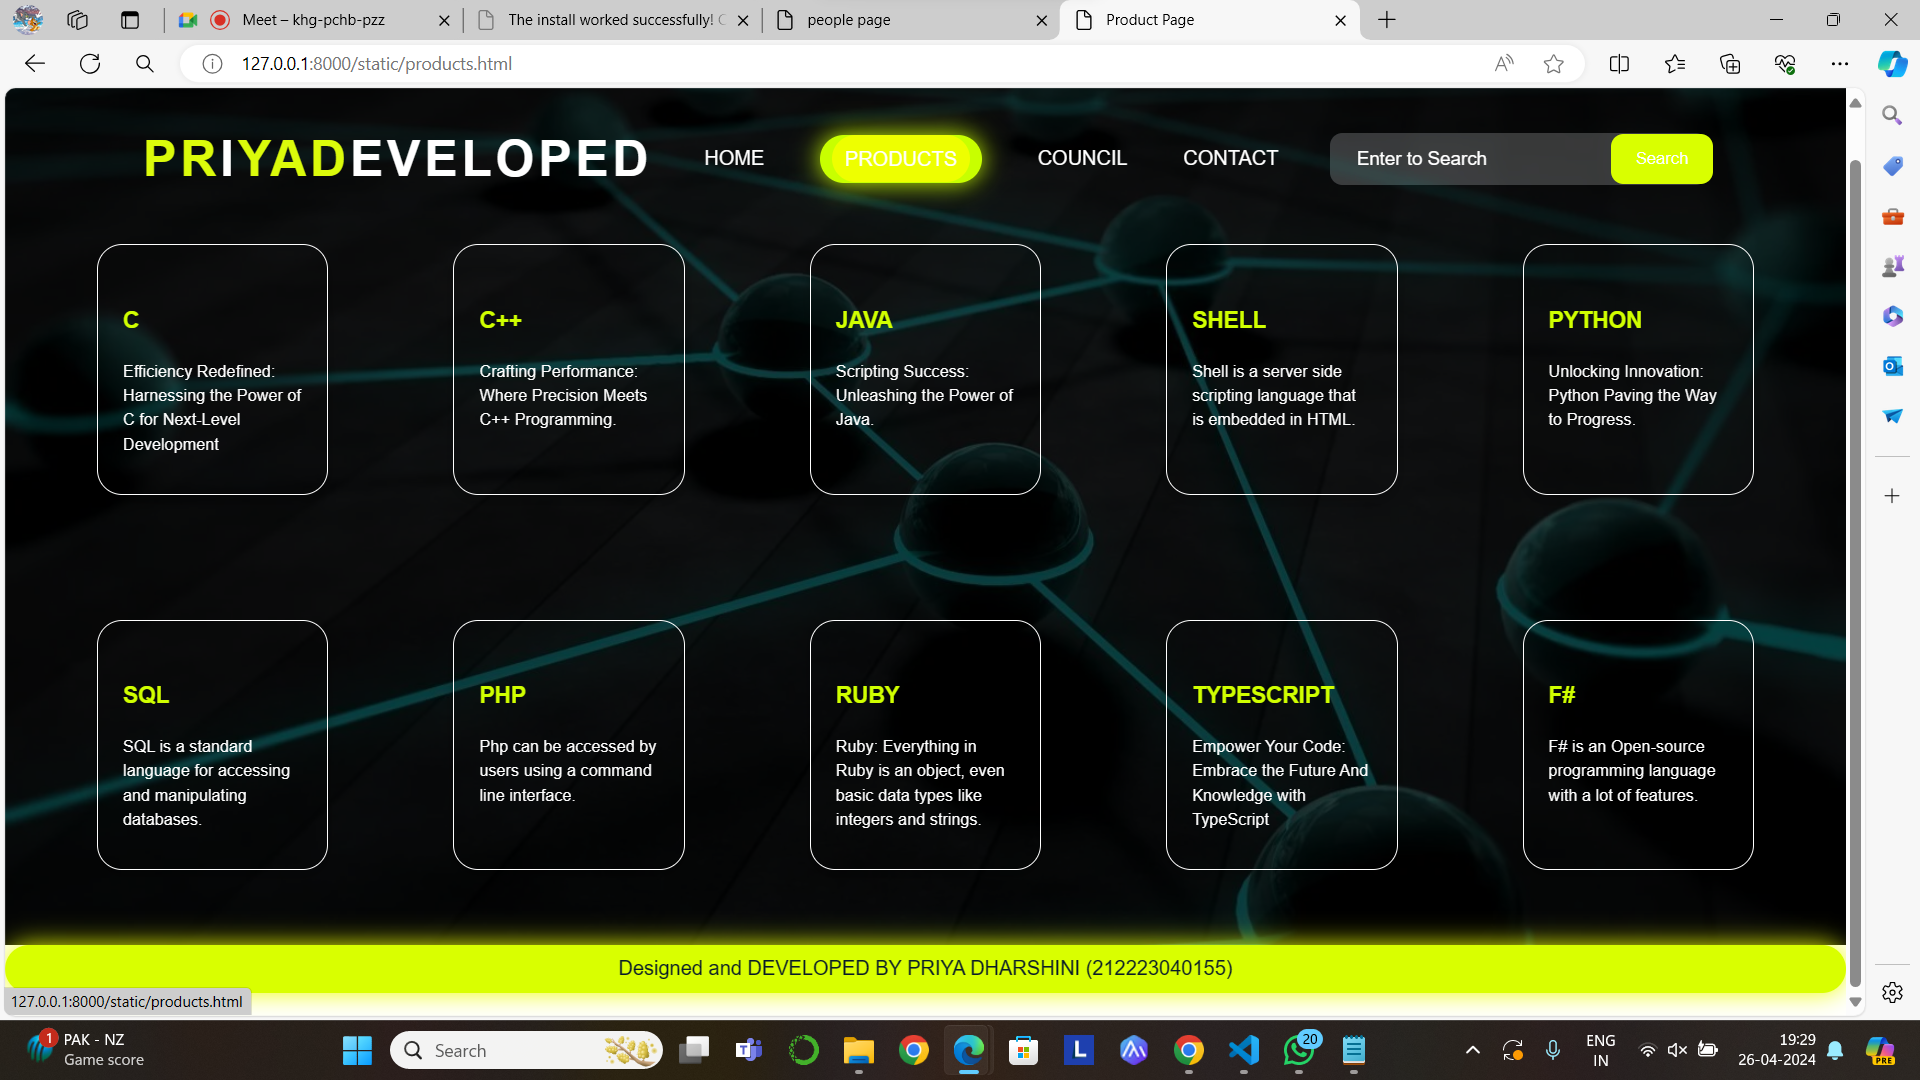 Meet – khg-pchb-pzz
The install worked successfully! C
people page
Product Page
127.0.0.1:8000/static/products.html
PRIYADEVELOPED
HOME
PRODUCTS
COUNCIL
CONTACT
Enter to Search
Search
C
Efficiency Redefined:
Harnessing the Power of
C for Next-Level
Development
C++
Crafting Performance:
Where Precision Meets
C++ Programming.
JAVA
Scripting Success:
Unleashing the Power of
Java.
SHELL
Shell is a server side
scripting language that
is embedded in HTML.
PYTHON
Unlocking Innovation:
Python Paving the Way
to Progress.
SQL
SQL is a standard
language for accessing
and manipulating
databases.
PHP
Php can be accessed by
users using a command
line interface.
RUBY
Ruby: Everything in
Ruby is an object, even
basic data types like
integers and strings.
TYPESCRIPT
Empower Your Code:
Embrace the Future And
Knowledge with
TypeScript
F#
F# is an Open-source
programming language
with a lot of features.
Designed and DEVELOPED BY PRIYA DHARSHINI (212223040155)
127.0.0.1:8000/static/products.html
1
PAK - NZ
Game score
Search
L
20
ENG
IN
19:29
26-04-2024
PRE